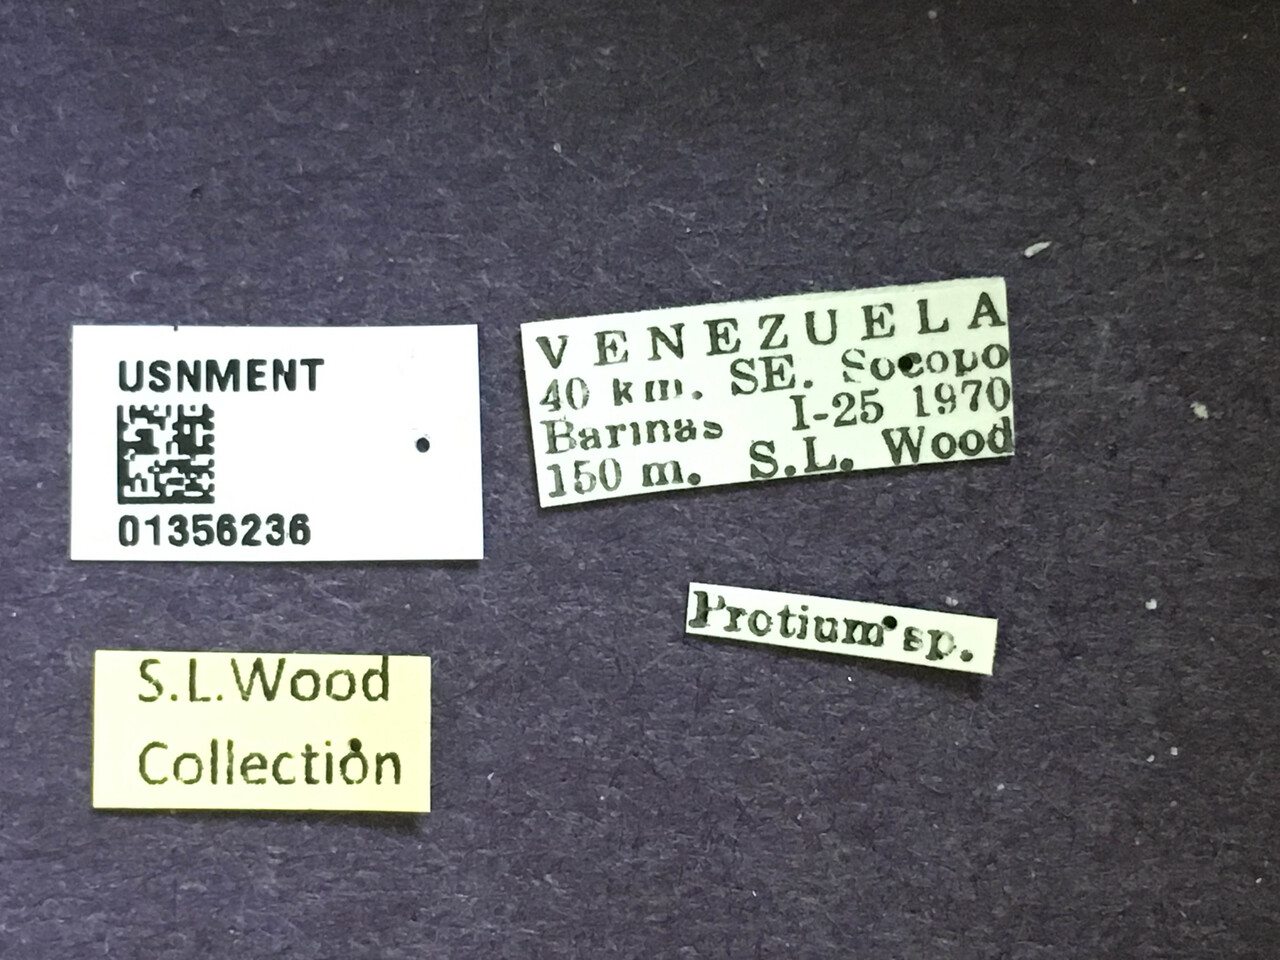 USNMENT
01356236
VENEZUELA
40 km. SE. Socopo
Barinas I-25 1970
150 m. S.L. Wood
Protium sp.
S.L.Wood
Collection